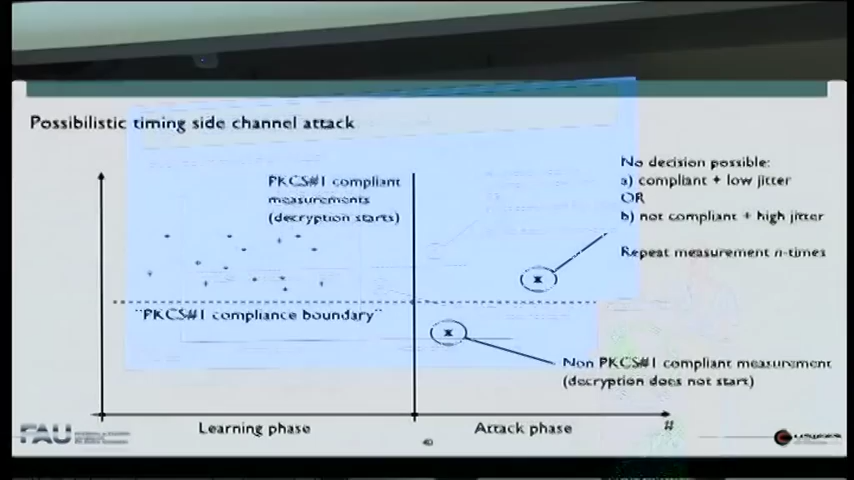 Possibilistic timing side channel attack
PKCS#1 compliant
measurements
(decryption starts)
No decision possible:
a) compliant + low jitter
OR
b) not compliant + high jitter
Repeat measurement n-times
"PKCS#1 compliance boundary"
Non PKCS#1 compliant measurement
(decryption does not start)
Learning phase
Attack phase
#
FAU
40